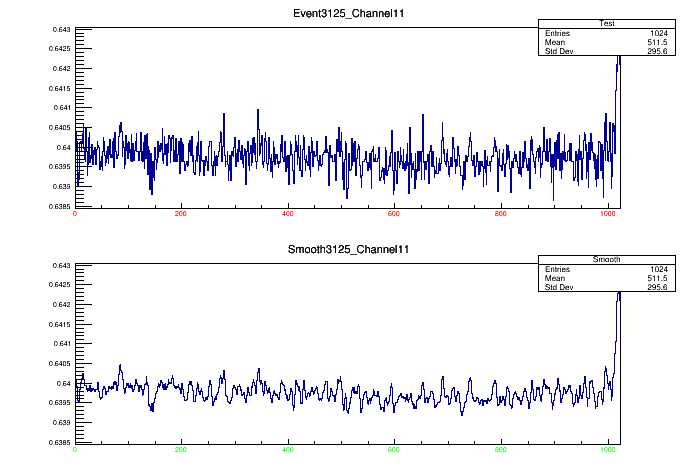 Event3125_Channel11
Test
Entries 1024
Mean 511.5
Std Dev 295.6
0.643
0.6425
0.642
0.6415
0.641
0.6405
0.64
0.6395
0.639
0.6385
0 200 400 600 800 1000
Smooth3125_Channel11
Smooth
Entries 1024
Mean 511.5
Std Dev 295.6
0.643
0.6425
0.642
0.6415
0.641
0.6405
0.64
0.6395
0.639
0.6385
0 200 400 600 800 1000